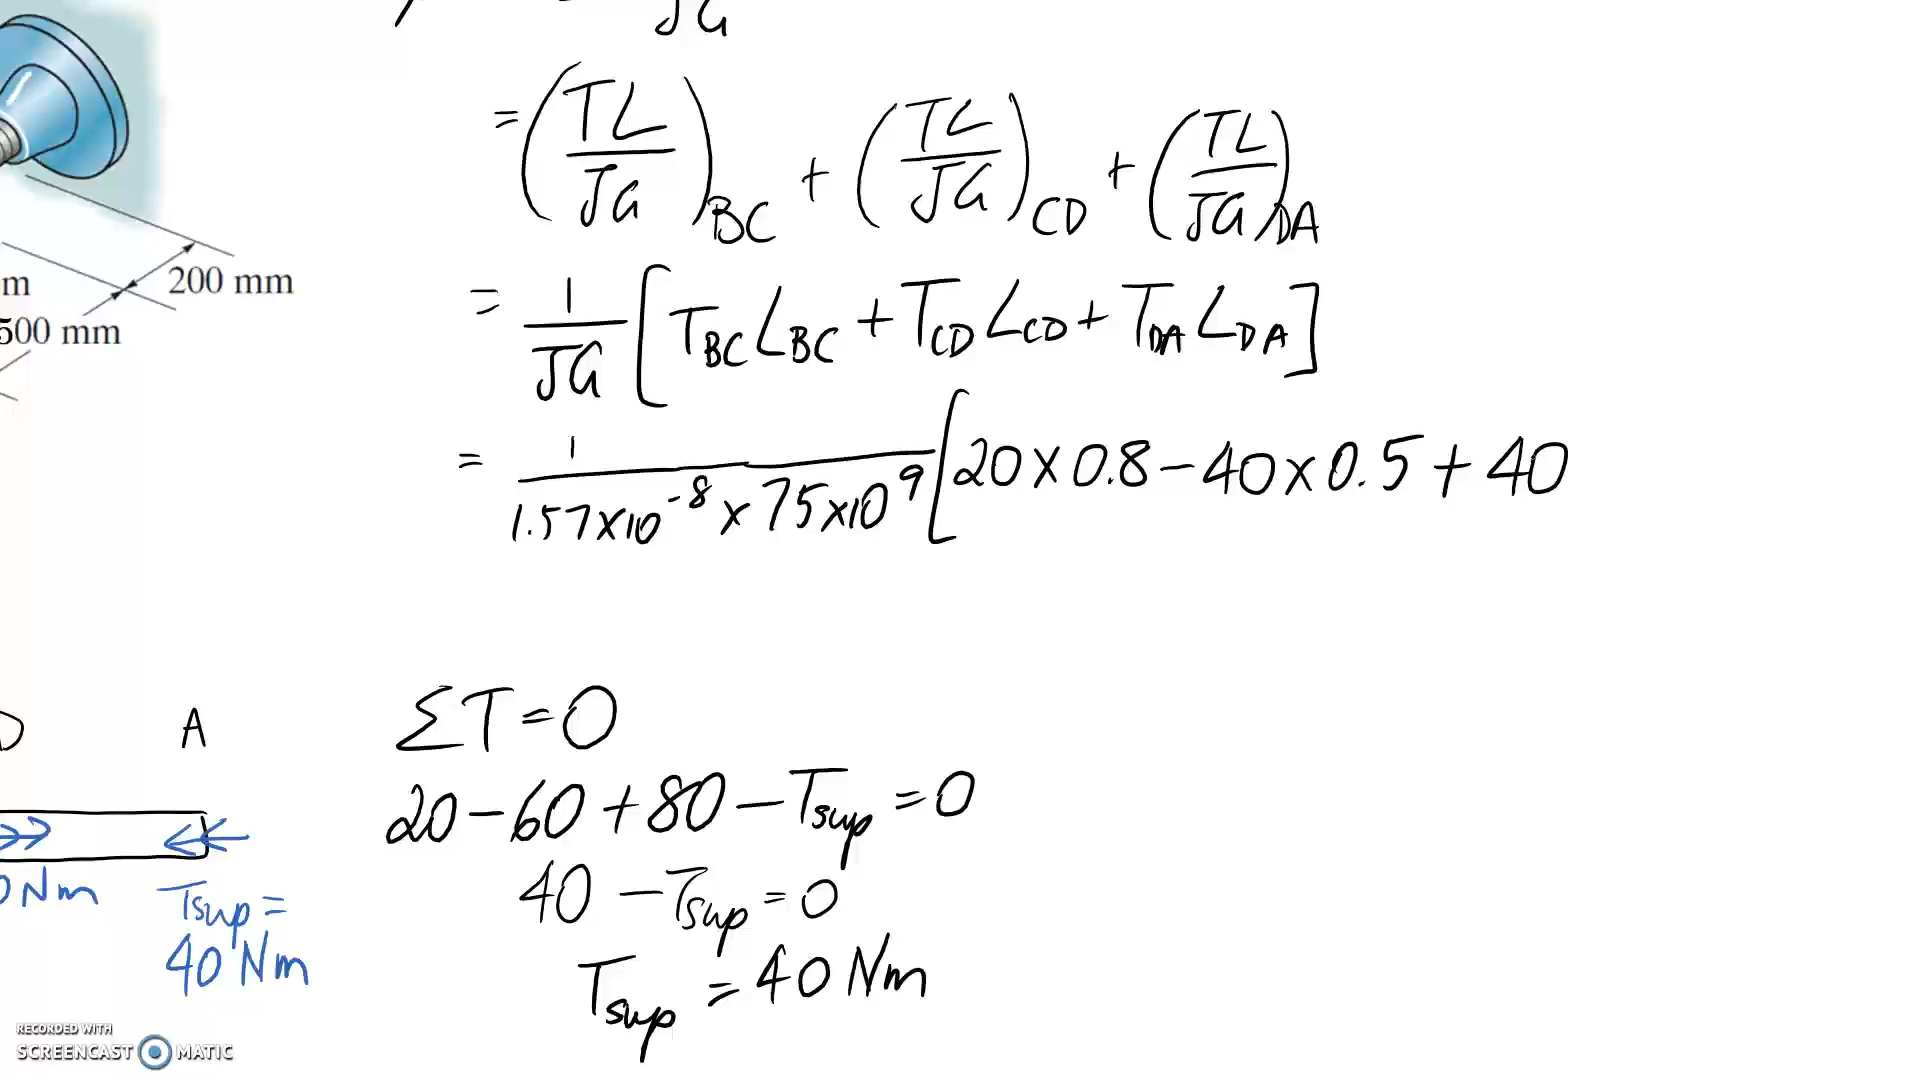 JG
= (TL/JG)BC + (TL/JG)CD + (TL/JG)DA
= 1/JG [TBC LBC + TCD LCD + TDA LDA]
= 1/(1.57×10^-8 × 75×10^9) [20×0.8 − 40×0.5 + 40
200 mm
m
500 mm
ΣT = 0
20 − 60 + 80 − Tsup = 0
40 − Tsup = 0
Tsup = 40 Nm
D A
0 Nm
Tsup =
40 Nm
RECORDED WITH
SCREENCAST MATIC